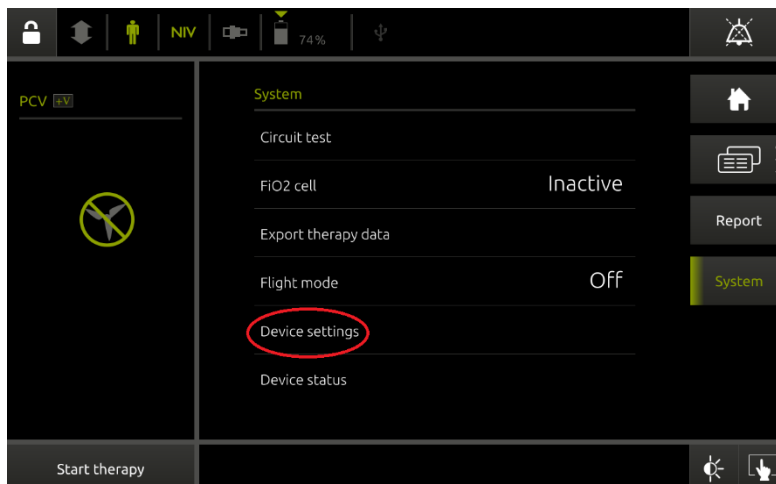 NIV
74%
PCV +V
System
Circuit test
FiO2 cell Inactive
Export therapy data
Flight mode Off
Device settings
Device status
Report
System
Start therapy